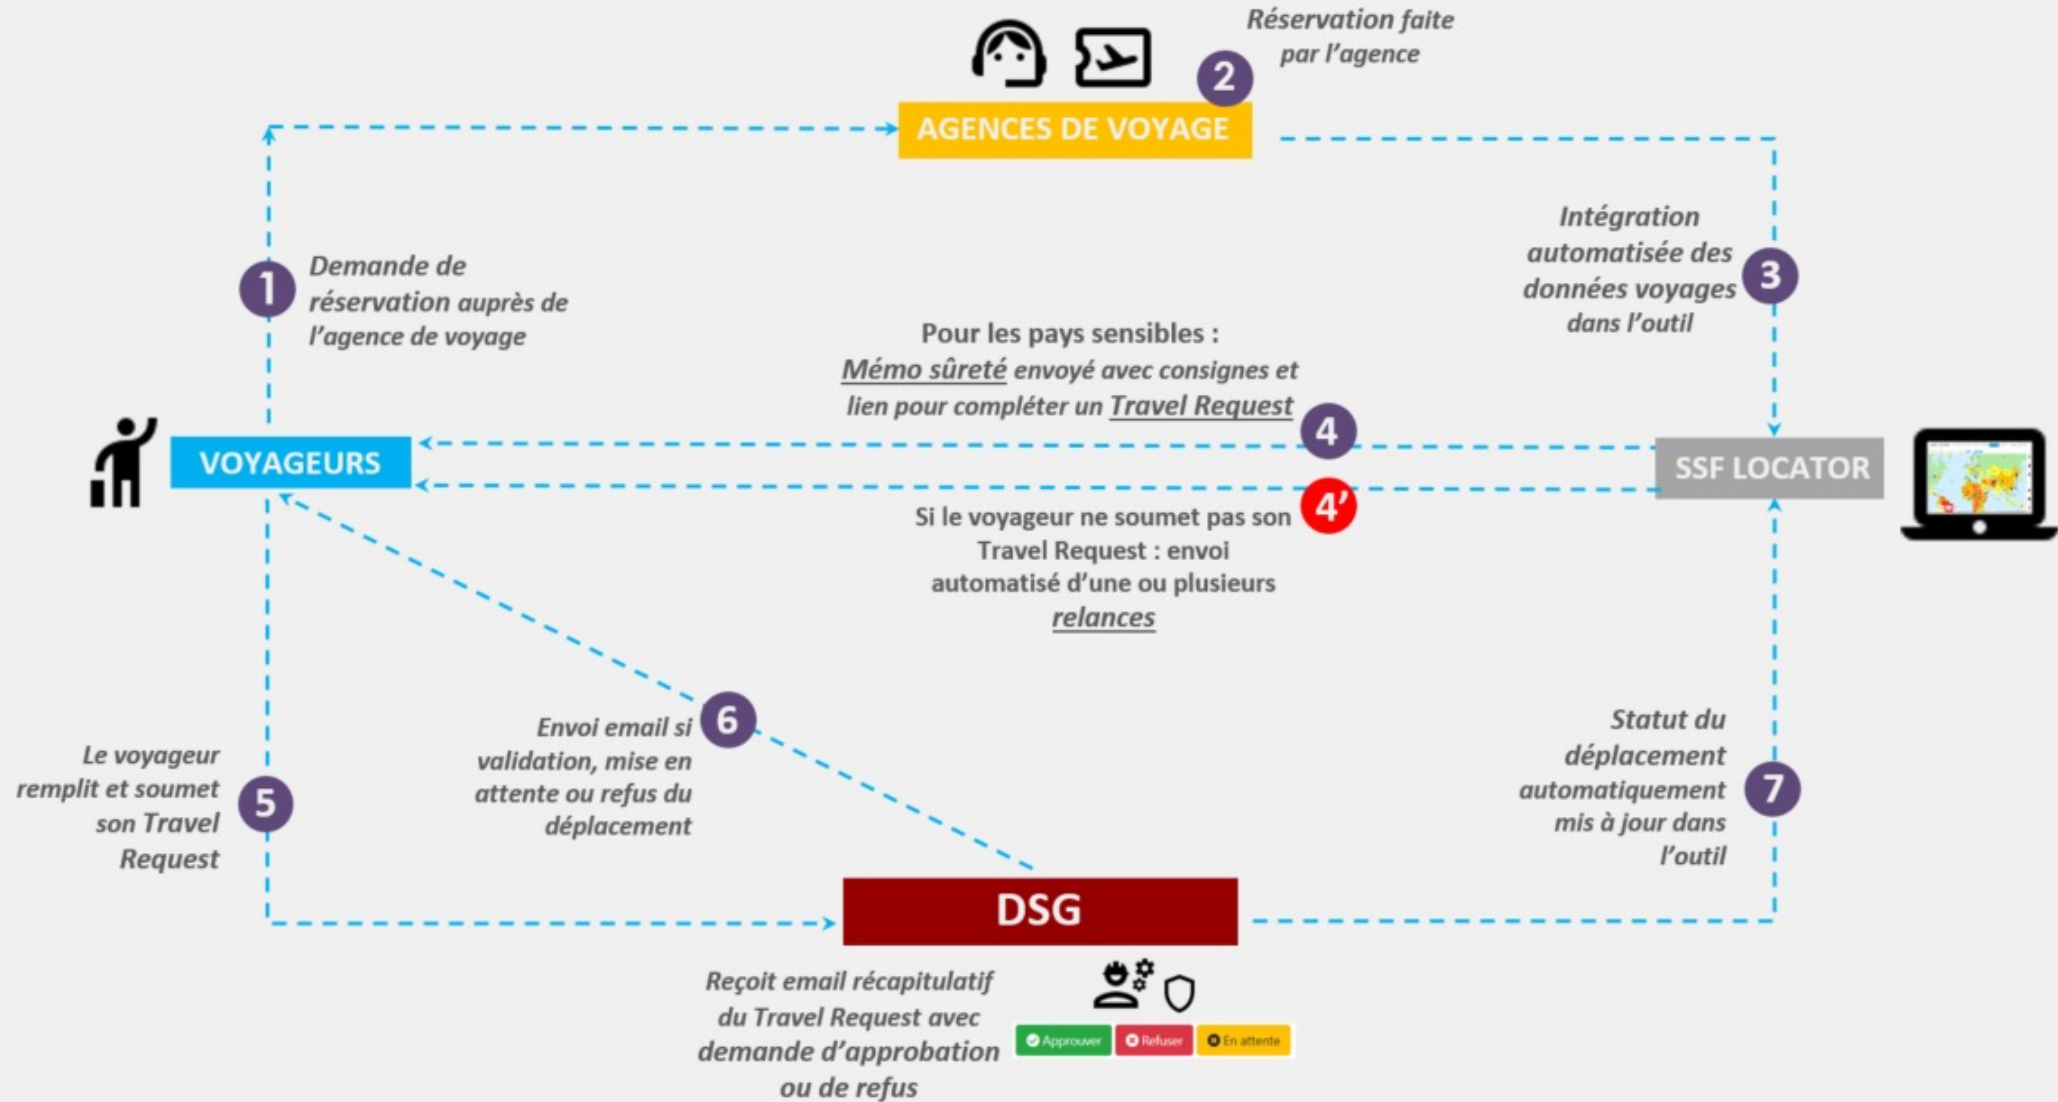 Réservation faite
par l'agence
2
AGENCES DE VOYAGE
1
Demande de
réservation auprès de
l'agence de voyage
Intégration
automatisée des
données voyages
dans l'outil
3
Pour les pays sensibles :
Mémo sûreté envoyé avec consignes et
lien pour compléter un Travel Request
4
VOYAGEURS
SSF LOCATOR
4’
Si le voyageur ne soumet pas son
Travel Request : envoi
automatisé d'une ou plusieurs
relances
Le voyageur
remplit et soumet
son Travel
Request
5
Envoi email si
validation, mise en
attente ou refus du
déplacement
6
Statut du
déplacement
automatiquement
mis à jour dans
l'outil
7
DSG
Reçoit email récapitulatif
du Travel Request avec
demande d'approbation
ou de refus
Approuver
Refuser
En attente